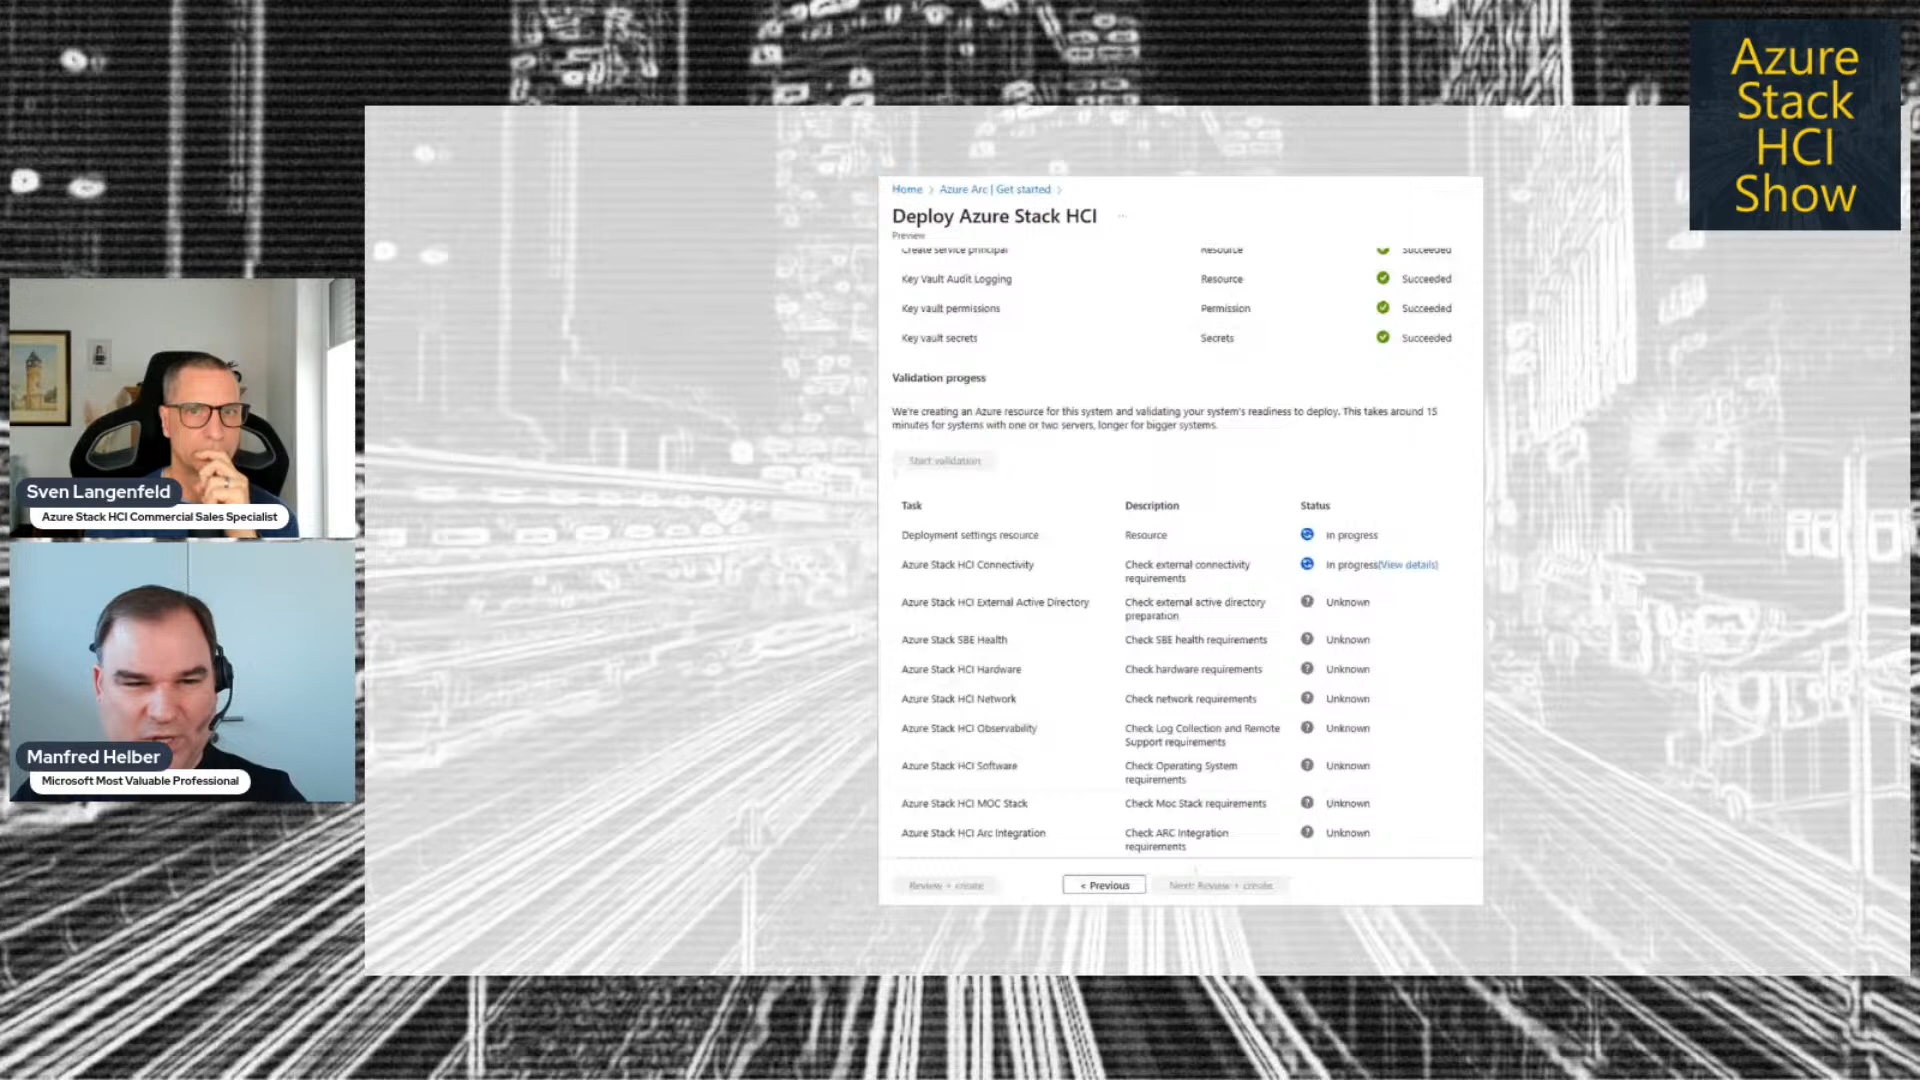 Azure
Stack
HCI
Show
Home > Azure Arc | Get started >
Deploy Azure Stack HCI ...
Preview
Create service principal Resource Succeeded
Key Vault Audit Logging Resource Succeeded
Key vault permissions Permission Succeeded
Key vault secrets Secrets Succeeded
Validation progess
We're creating an Azure resource for this system and validating your system's readiness to deploy. This takes around 15
minutes for systems with one or two servers, longer for bigger systems.
Start validation
Task Description Status
Deployment settings resource Resource In progress
Azure Stack HCI Connectivity Check external connectivity In progress(View details)
requirements
Azure Stack HCI External Active Directory Check external active directory Unknown
preparation
Azure Stack SBE Health Check SBE health requirements Unknown
Azure Stack HCI Hardware Check hardware requirements Unknown
Azure Stack HCI Network Check network requirements Unknown
Azure Stack HCI Observability Check Log Collection and Remote Unknown
Support requirements
Azure Stack HCI Software Check Operating System Unknown
requirements
Azure Stack HCI MOC Stack Check Moc Stack requirements Unknown
Azure Stack HCI Arc Integration Check ARC Integration Unknown
requirements
Review + create < Previous Next: Review + create
Sven Langenfeld
Azure Stack HCI Commercial Sales Specialist
Manfred Helber
Microsoft Most Valuable Professional